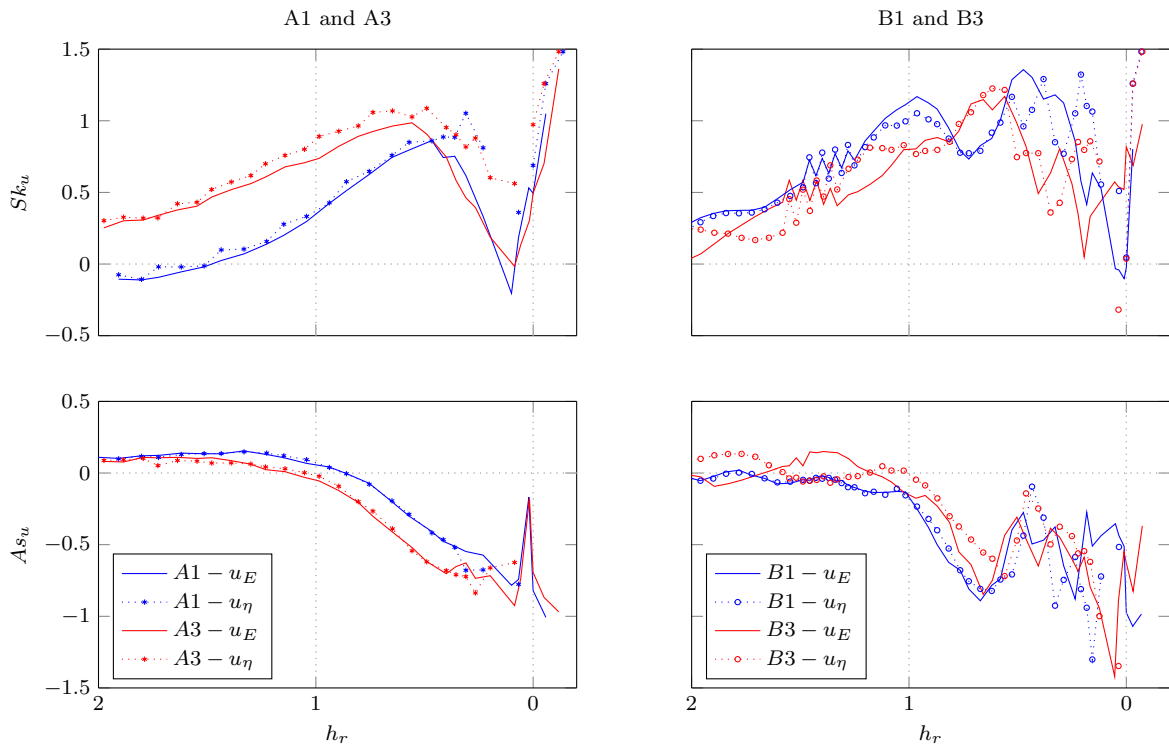 A1 and A3
B1 and B3
1.5
1
0.5
0
−0.5
Sk_u
0.5
0
−0.5
−1
−1.5
As_u
A1 − u_E
A1 − u_η
A3 − u_E
A3 − u_η
B1 − u_E
B1 − u_η
B3 − u_E
B3 − u_η
2
1
0
2
1
0
h_r
h_r